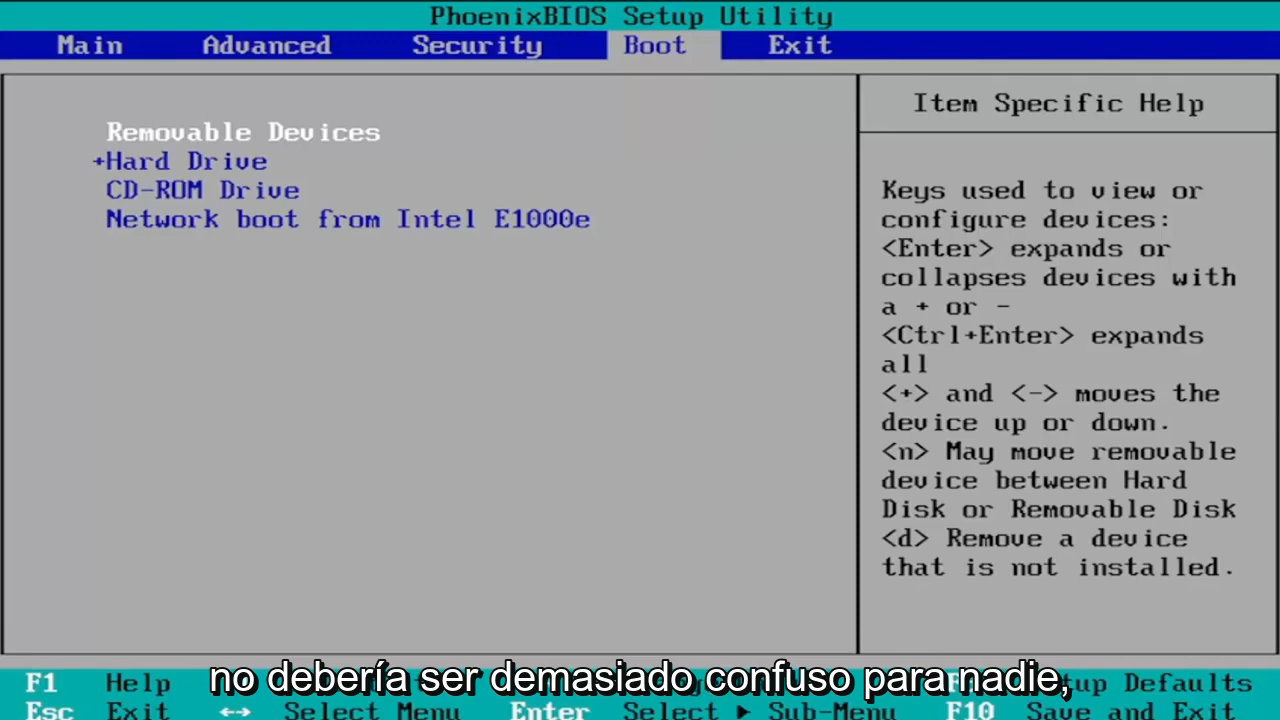 PhoenixBIOS Setup Utility
Main Advanced Security Boot Exit
Removable Devices
+Hard Drive
CD-ROM Drive
Network boot from Intel E1000e
Item Specific Help
Keys used to view or
configure devices:
<Enter> expands or
collapses devices with
a + or -
<Ctrl+Enter> expands
all
<+> and <-> moves the
device up or down.
<n> May move removable
device between Hard
Disk or Removable Disk
<d> Remove a device
that is not installed.
no debería ser demasiado confuso para nadie,
F1 Help Defaults
Esc Exit ↔ Select Menu Enter Select ▶ Sub-Menu F10 Save and Exit